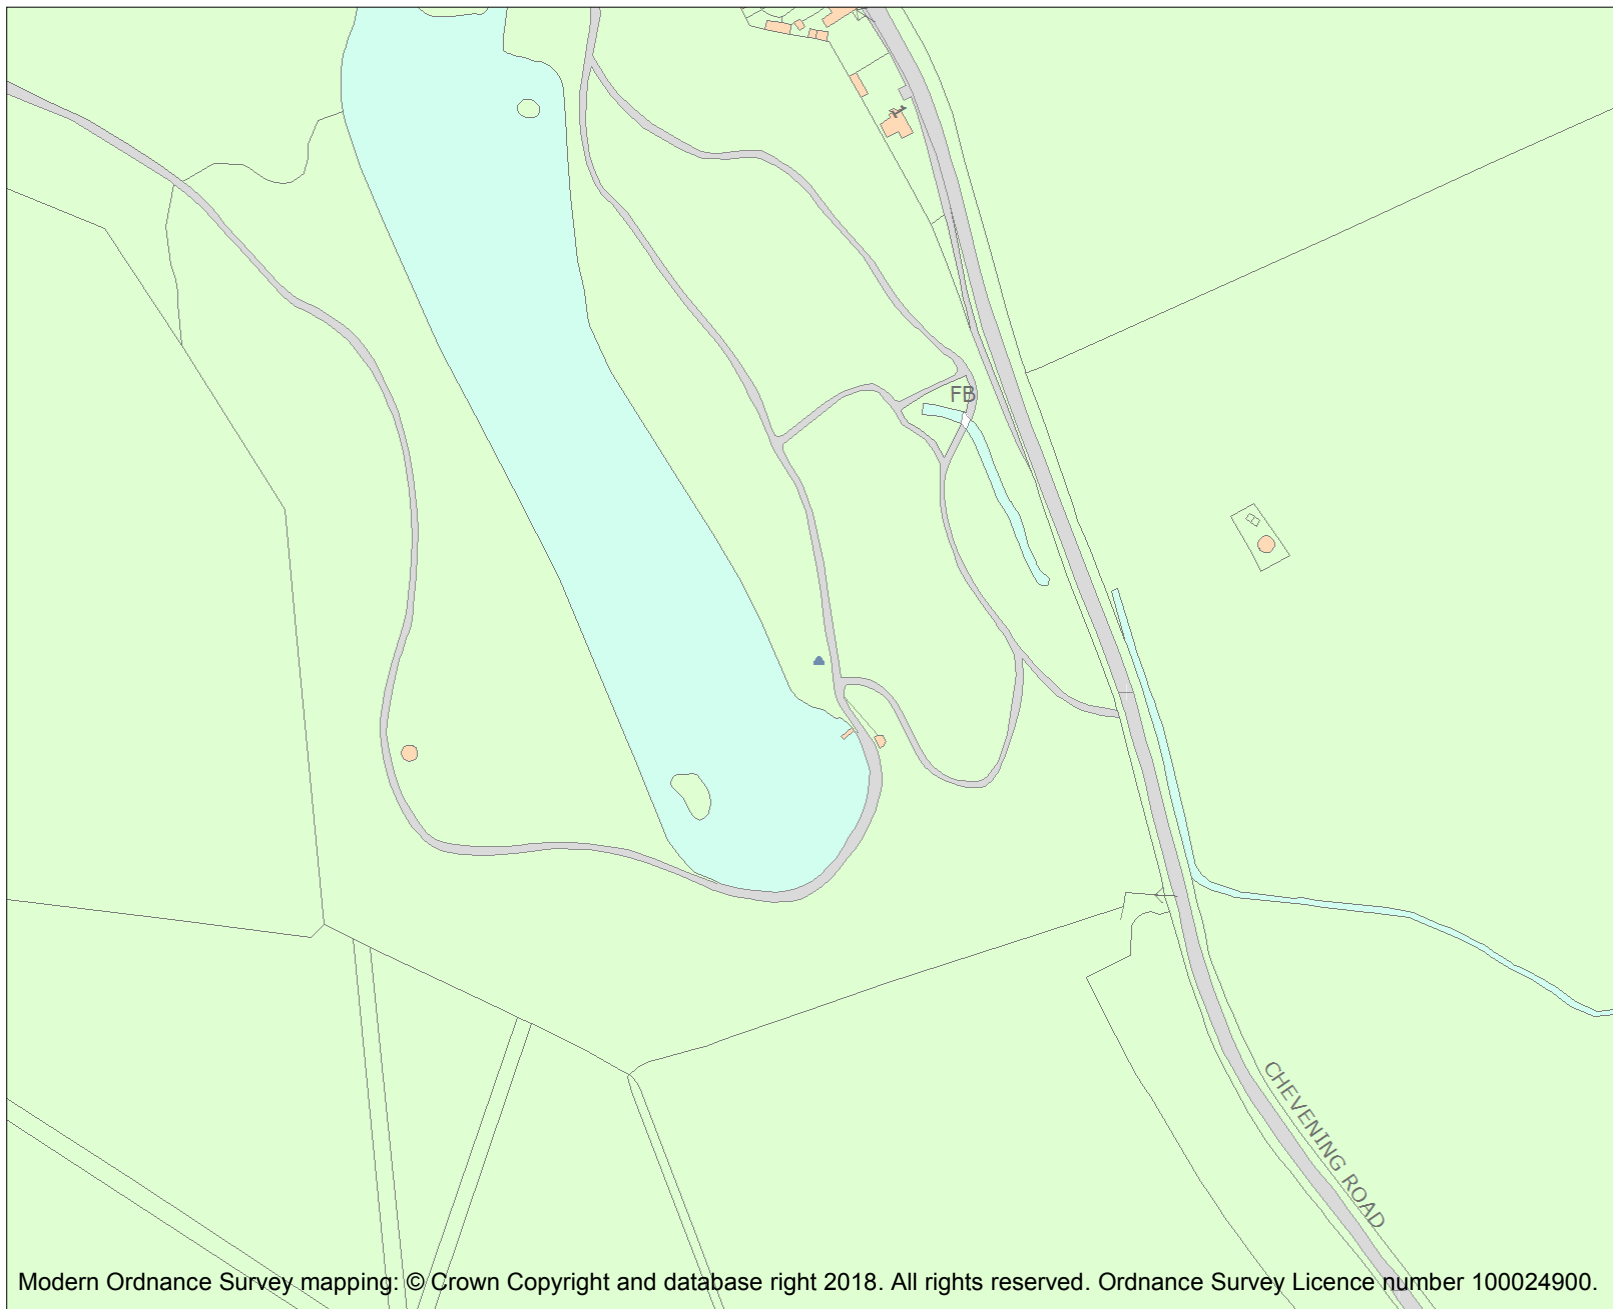 1
FB
CHEVENING ROAD
Modern Ordnance Survey mapping: © Crown Copyright and database right 2018. All rights reserved. Ordnance Survey Licence number 100024900.